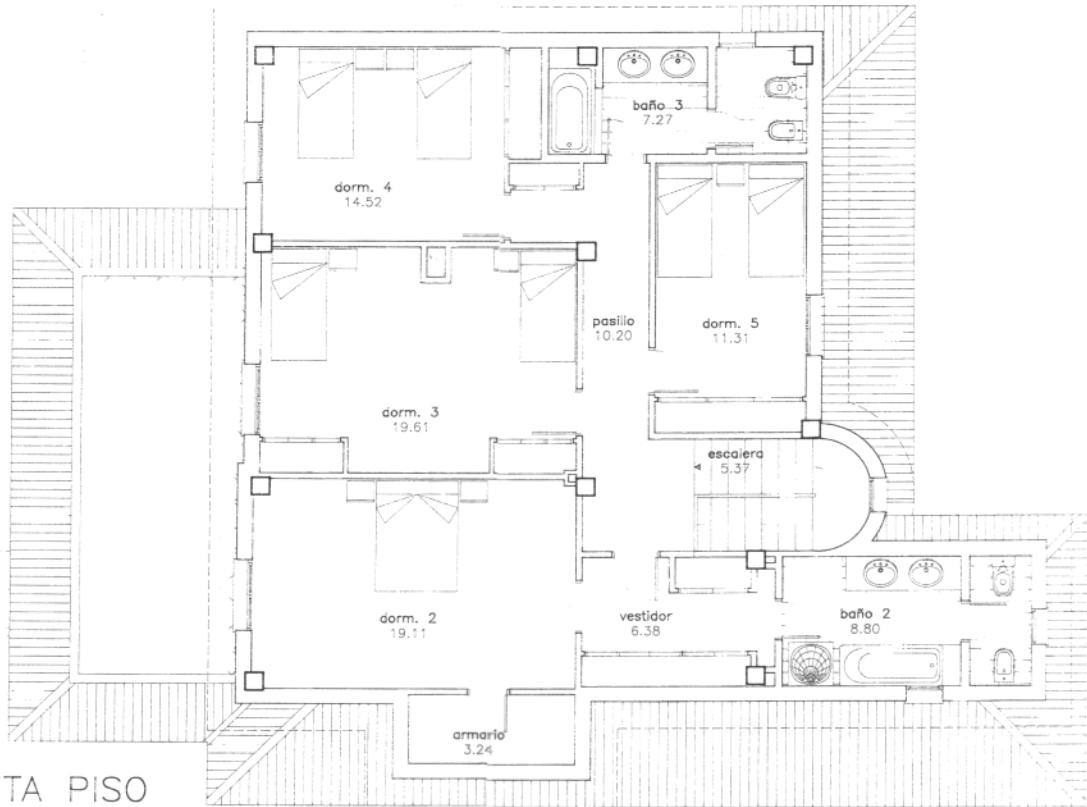 baño 3
7.27
dorm. 4
14.52
pasillo
10.20
dorm. 5
11.31
dorm. 3
19.61
escalera
5.37
dorm. 2
19.11
vestidor
6.38
baño 2
8.80
armario
3.24
TA PISO